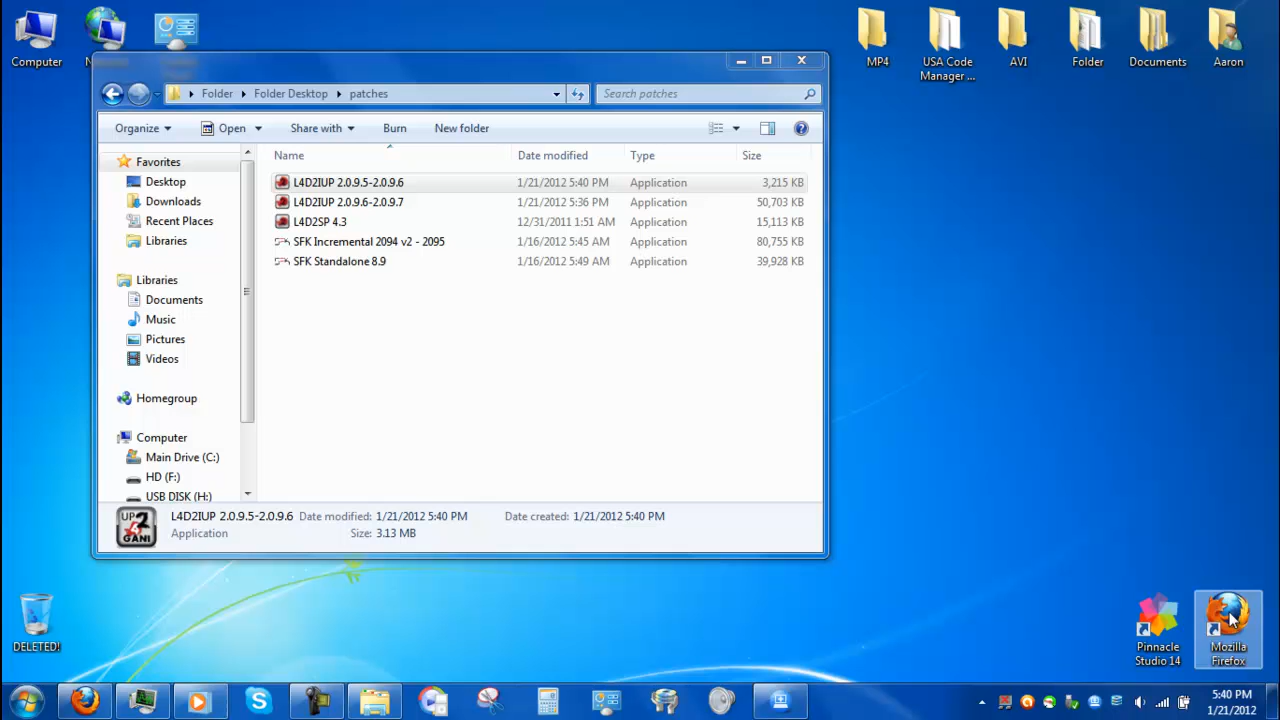 Computer
N
MP4
USA Code
Manager ...
AVI
Folder
Documents
Aaron
Folder
Folder Desktop
patches
Search patches
Organize
Open
Share with
Burn
New folder
Name
Date modified
Type
Size
Favorites
Desktop
Downloads
Recent Places
Libraries
Libraries
Documents
Music
Pictures
Videos
Homegroup
Computer
Main Drive (C:)
HD (F:)
USB DISK (H:)
L4D2IUP 2.0.9.5-2.0.9.6 1/21/2012 5:40 PM Application 3,215 KB
L4D2IUP 2.0.9.6-2.0.9.7 1/21/2012 5:36 PM Application 50,703 KB
L4D2SP 4.3 12/31/2011 1:51 AM Application 15,113 KB
SFK Incremental 2094 v2 - 2095 1/16/2012 5:45 AM Application 80,755 KB
SFK Standalone 8.9 1/16/2012 5:49 AM Application 39,928 KB
UP 2
GANI
L4D2IUP 2.0.9.5-2.0.9.6 Date modified: 1/21/2012 5:40 PM Date created: 1/21/2012 5:40 PM
Application Size: 3.13 MB
DELETED!
Pinnacle
Studio 14
Mozilla
Firefox
5:40 PM
1/21/2012